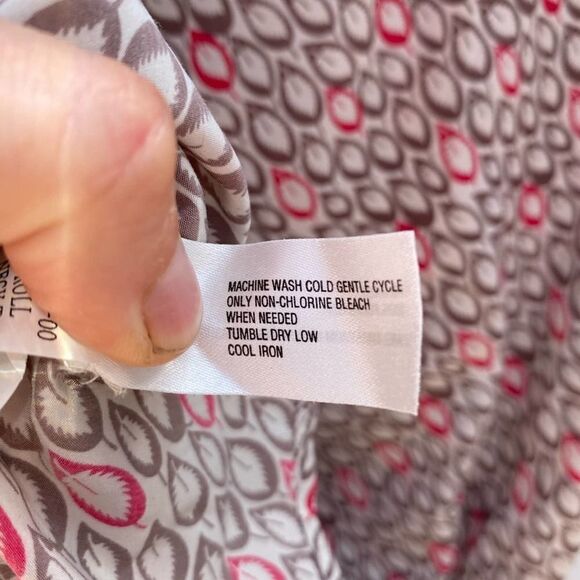 MACHINE WASH COLD GENTLE CYCLE
ONLY NON-CHLORINE BLEACH
WHEN NEEDED
TUMBLE DRY LOW
COOL IRON